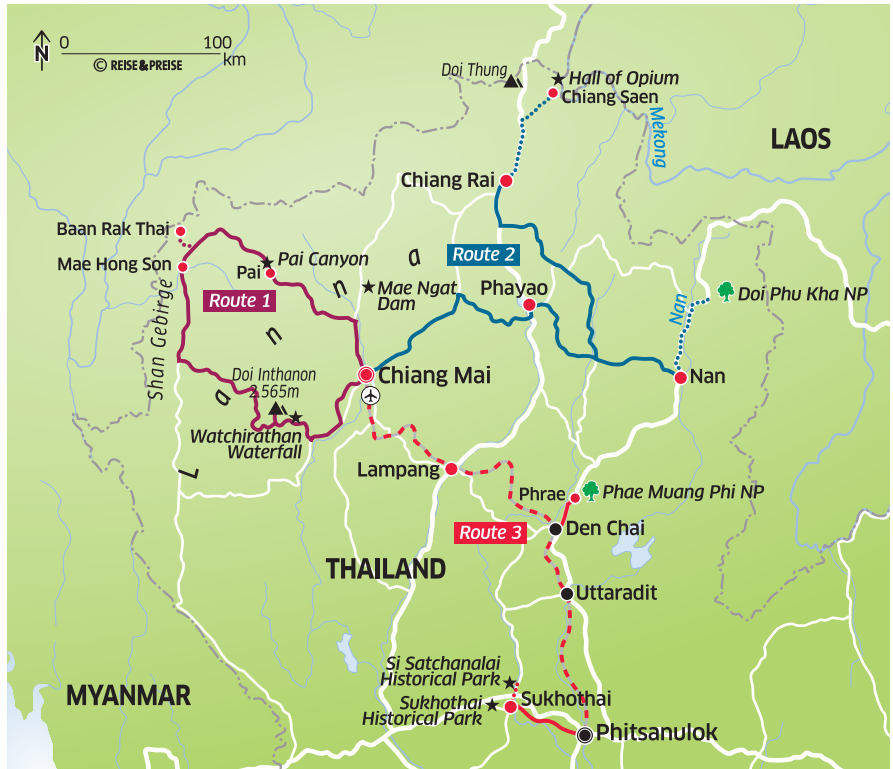 0 100
N
km
© REISE&PREISE
Doi Thung
Hall of Opium
Chiang Saen
Mekong
LAOS
Chiang Rai
Baan Rak Thai
Mae Hong Son
Pai Canyon
Pai
Route 1
Route 2
Mae Ngat
Dam
Phayao
Doi Phu Kha NP
Nan
Shan Gebirge
L a n n a
Doi Inthanon
2.565m
Chiang Mai
Nan
Watchirathan
Waterfall
Lampang
Phrae
Phae Muang Phi NP
Route 3
Den Chai
THAILAND
Uttaradit
Si Satchanalai
Historical Park
Sukhothai
Sukhothai
Historical Park
MYANMAR
Phitsanulok